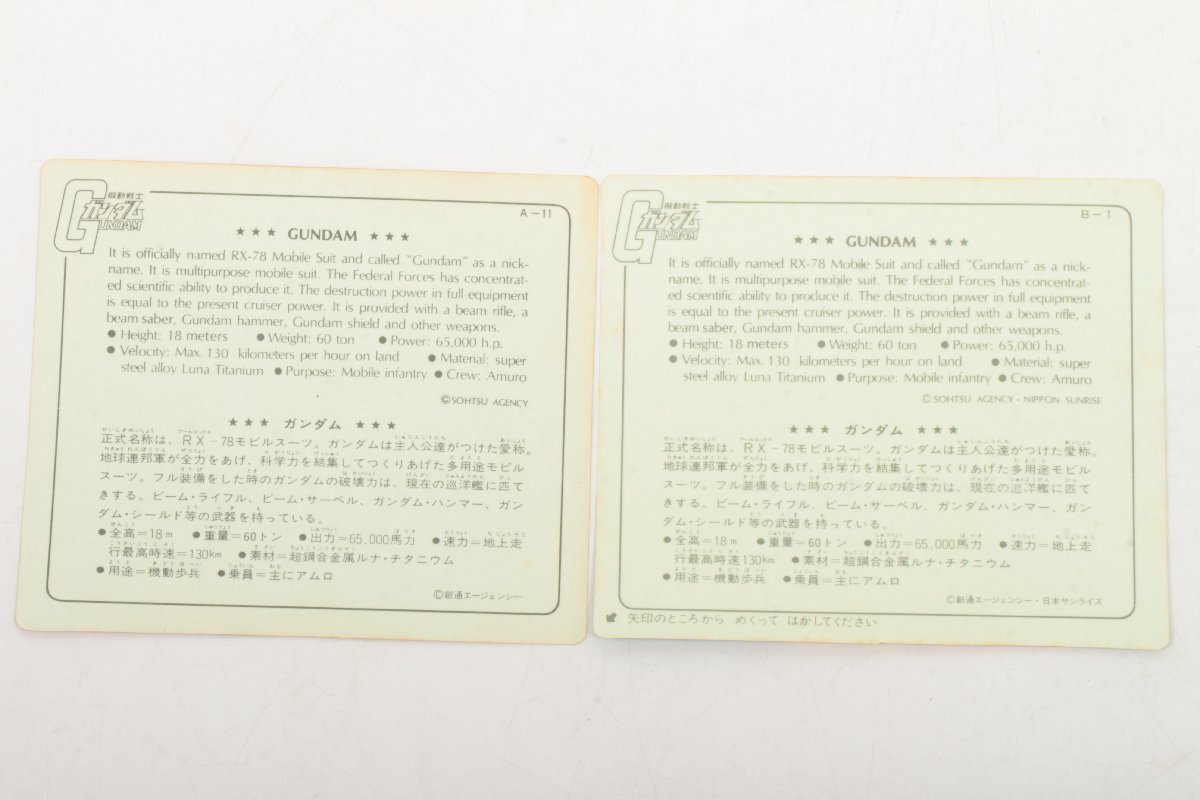 機動戦士
ガンダム
GUNDAM
A-11
★★★ GUNDAM ★★★
It is officially named RX-78 Mobile Suit and called "Gundam" as a nick-
name. It is multipurpose mobile suit. The Federal Forces has concentrat-
ed scientific ability to produce it. The destruction power in full equipment
is equal to the present cruiser power. It is provided with a beam rifle, a
beam saber, Gundam hammer, Gundam shield and other weapons.
●Height: 18 meters ●Weight: 60 ton ●Power: 65,000 h.p.
●Velocity: Max. 130 kilometers per hour on land ●Material: super
steel alloy Luna Titanium ●Purpose: Mobile infantry ●Crew: Amuro
©SOHTSU AGENCY
★★★ ガンダム ★★★
正式名称は、RX-78モビルスーツ。ガンダムは主人公達がつけた愛称。
地球連邦軍が全力をあげ、科学力を結集してつくりあげた多用途モビル
スーツ。フル装備をした時のガンダムの破壊力は、現在の巡洋艦に匹て
きする。ビーム・ライフル、ビーム・サーベル、ガンダム・ハンマー、ガン
ダム・シールド等の武器を持っている。
●全高=18m ●重量=60トン ●出力=65,000馬力 ●速力=地上走
行最高時速=130km ●素材=超鋼合金属ルナ・チタニウム
●用途=機動歩兵 ●乗員=主にアムロ
©創通エージェンシー
機動戦士
ガンダム
GUNDAM
B-1
★★★ GUNDAM ★★★
It is officially named RX-78 Mobile Suit and called "Gundam" as a nick-
name. It is multipurpose mobile suit. The Federal Forces has concentrat-
ed scientific ability to produce it. The destruction power in full equipment
is equal to the present cruiser power. It is provided with a beam rifle, a
beam saber, Gundam hammer, Gundam shield and other weapons.
●Height: 18 meters ●Weight: 60 ton ●Power: 65,000 h.p.
●Velocity: Max. 130 kilometers per hour on land ●Material: super
steel alloy Luna Titanium ●Purpose: Mobile infantry ●Crew: Amuro
©SOHTSU AGENCY・NIPPON SUNRISE
★★★ ガンダム ★★★
正式名称は、RX-78モビルスーツ。ガンダムは主人公達がつけた愛称。
地球連邦軍が全力をあげ、科学力を結集してつくりあげた多用途モビル
スーツ。フル装備をした時のガンダムの破壊力は、現在の巡洋艦に匹て
きする。ビーム・ライフル、ビーム・サーベル、ガンダム・ハンマー、ガン
ダム・シールド等の武器を持っている。
●全高=18m ●重量=60トン ●出力=65,000馬力 ●速力=地上走
行最高時速130km ●素材=超鋼合金属ルナ・チタニウム
●用途=機動歩兵 ●乗員=主にアムロ
©創通エージェンシー・日本サンライズ
矢印のところから めくって はがしてください